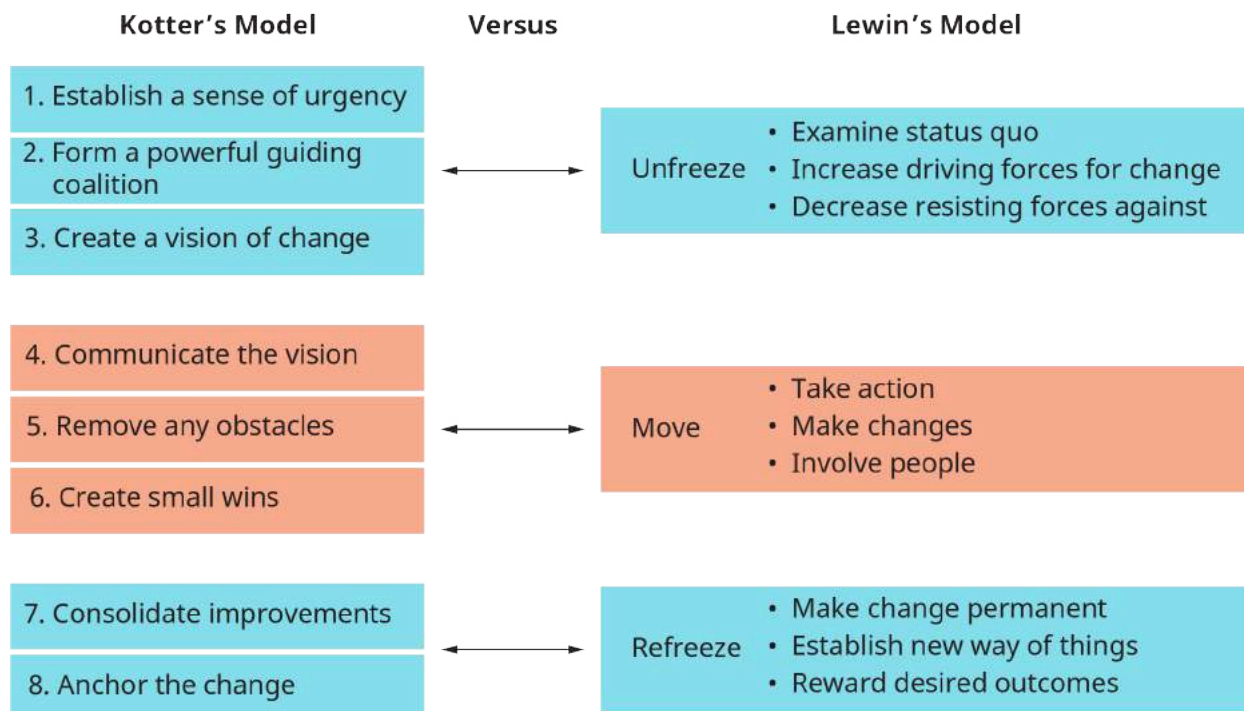 Kotter's Model Versus Lewin's Model
1. Establish a sense of urgency
2. Form a powerful guiding
coalition
3. Create a vision of change
Unfreeze
• Examine status quo
• Increase driving forces for change
• Decrease resisting forces against
4. Communicate the vision
5. Remove any obstacles
6. Create small wins
Move
• Take action
• Make changes
• Involve people
7. Consolidate improvements
8. Anchor the change
Refreeze
• Make change permanent
• Establish new way of things
• Reward desired outcomes